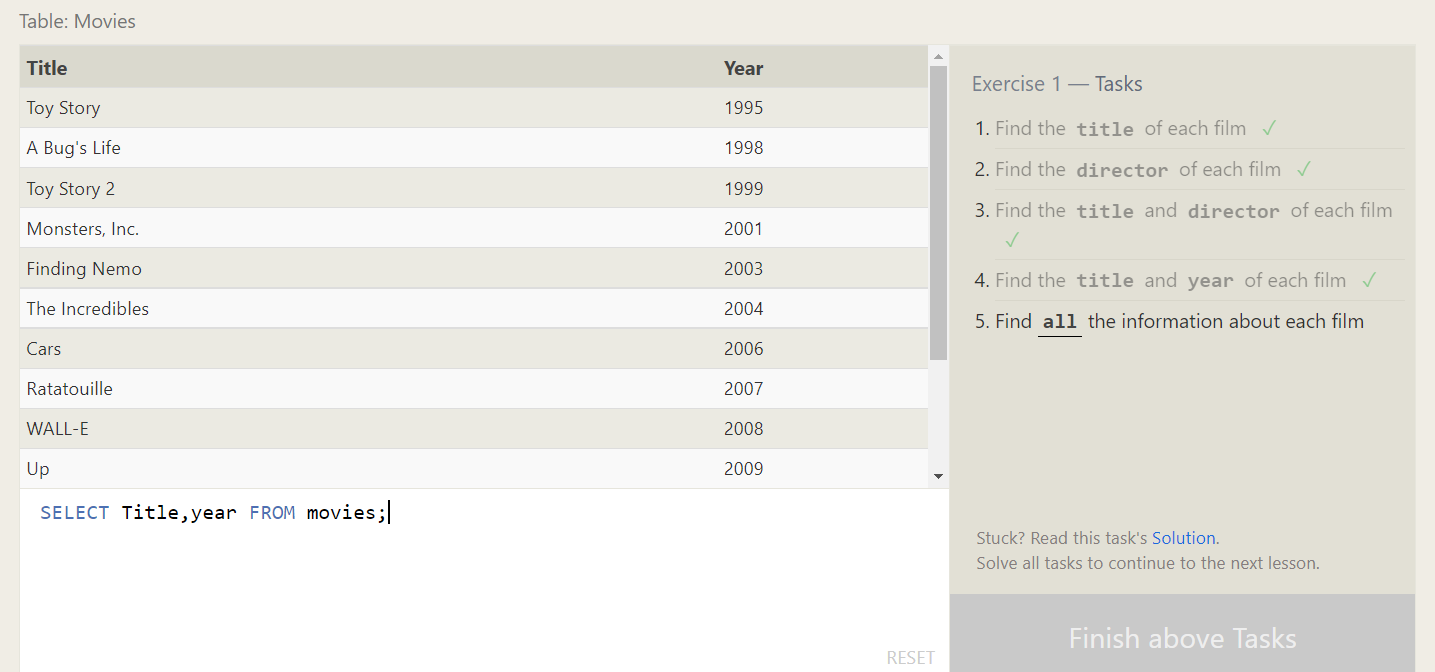 Table: Movies
Title Year
Toy Story 1995
A Bug's Life 1998
Toy Story 2 1999
Monsters, Inc. 2001
Finding Nemo 2003
The Incredibles 2004
Cars 2006
Ratatouille 2007
WALL-E 2008
Up 2009
SELECT Title,year FROM movies;
RESET
Exercise 1 — Tasks
1. Find the title of each film ✓
2. Find the director of each film ✓
3. Find the title and director of each film
✓
4. Find the title and year of each film ✓
5. Find all the information about each film
Stuck? Read this task's Solution.
Solve all tasks to continue to the next lesson.
Finish above Tasks